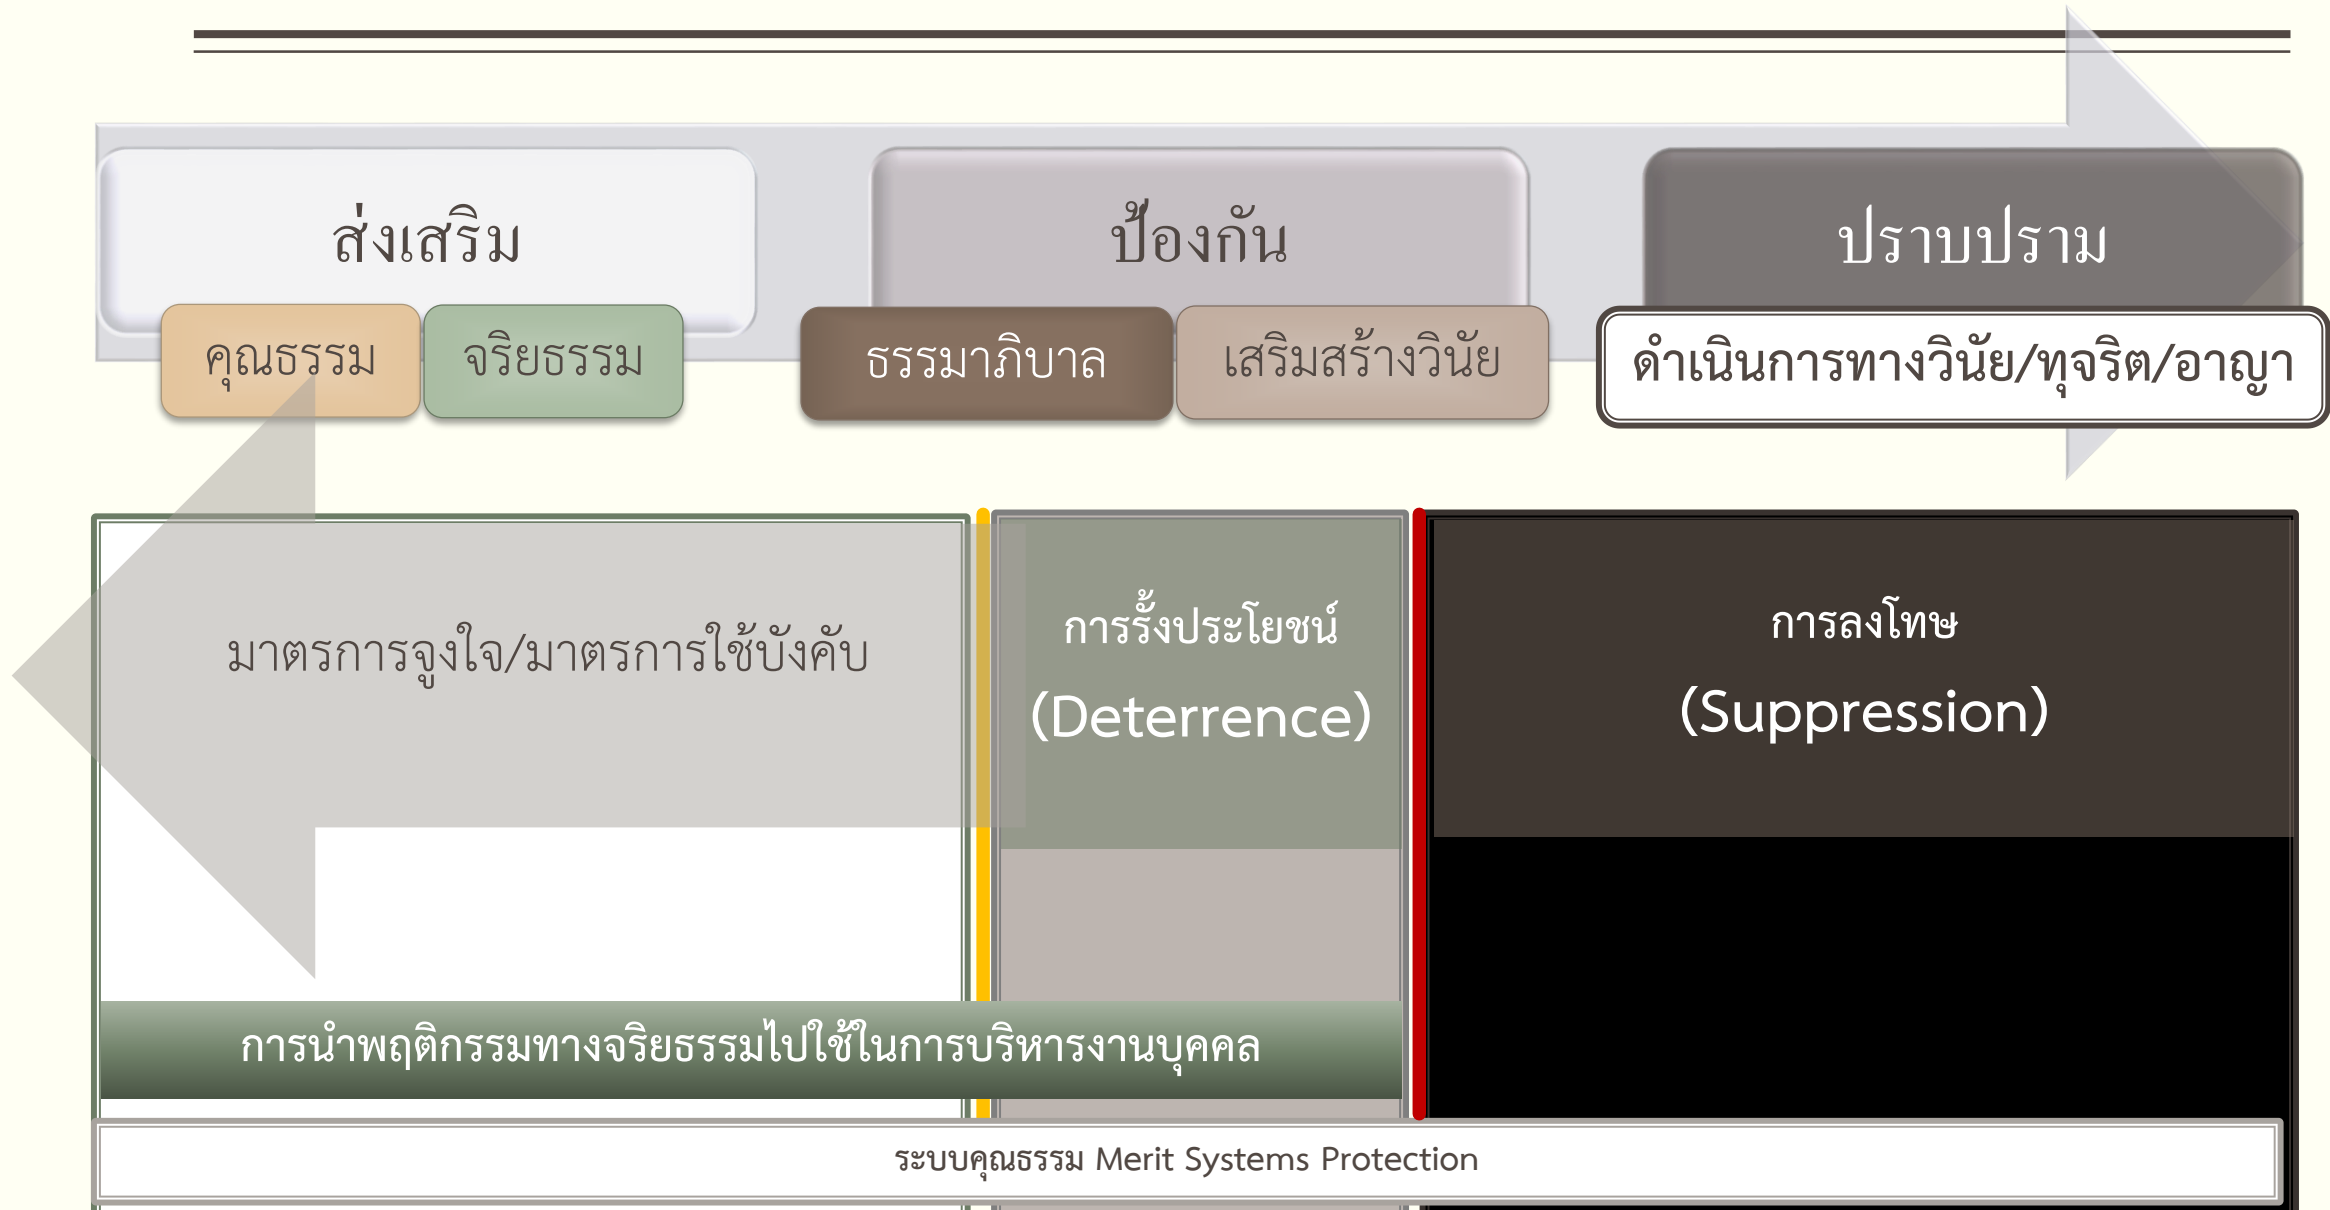 ส่งเสริม
ป้องกัน
ปราบปราม
คุณธรรม
จริยธรรม
ธรรมาภิบาล
เสริมสร้างวินัย
ดำเนินการทางวินัย/ทุจริต/อาญา
มาตรการจูงใจ/มาตรการใช้บังคับ
การรั้งประโยชน์
(Deterrence)
การลงโทษ
(Suppression)
การนำพฤติกรรมทางจริยธรรมไปใช้ในการบริหารงานบุคคล
ระบบคุณธรรม Merit Systems Protection